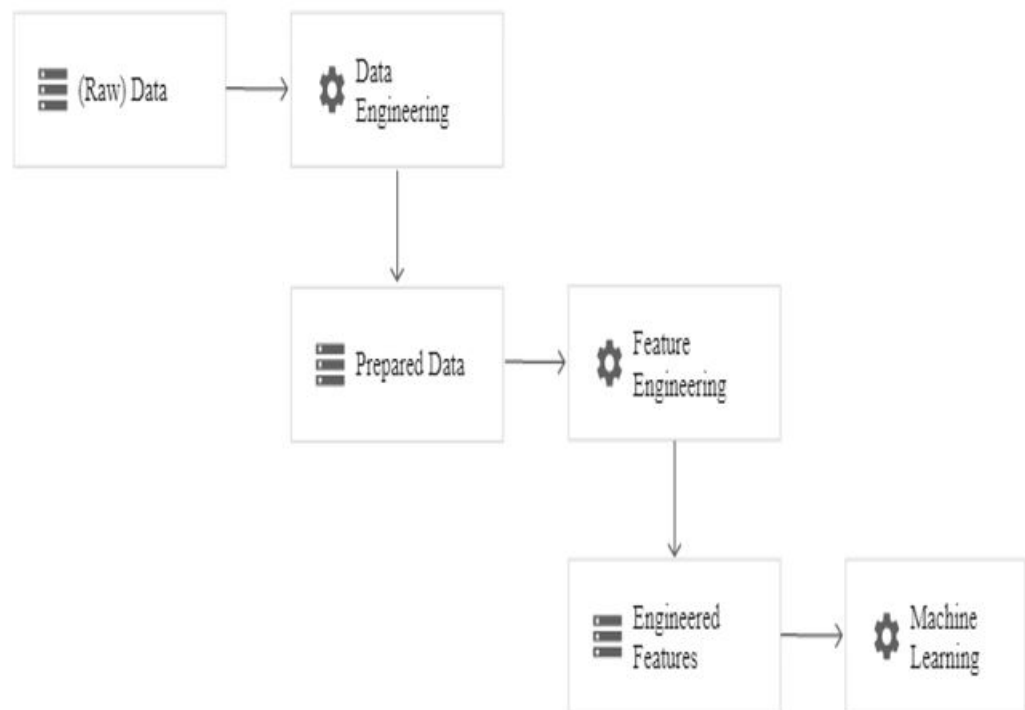 (Raw) Data
Data
Engineering
Prepared Data
Feature
Engineering
Engineered
Features
Machine
Learning